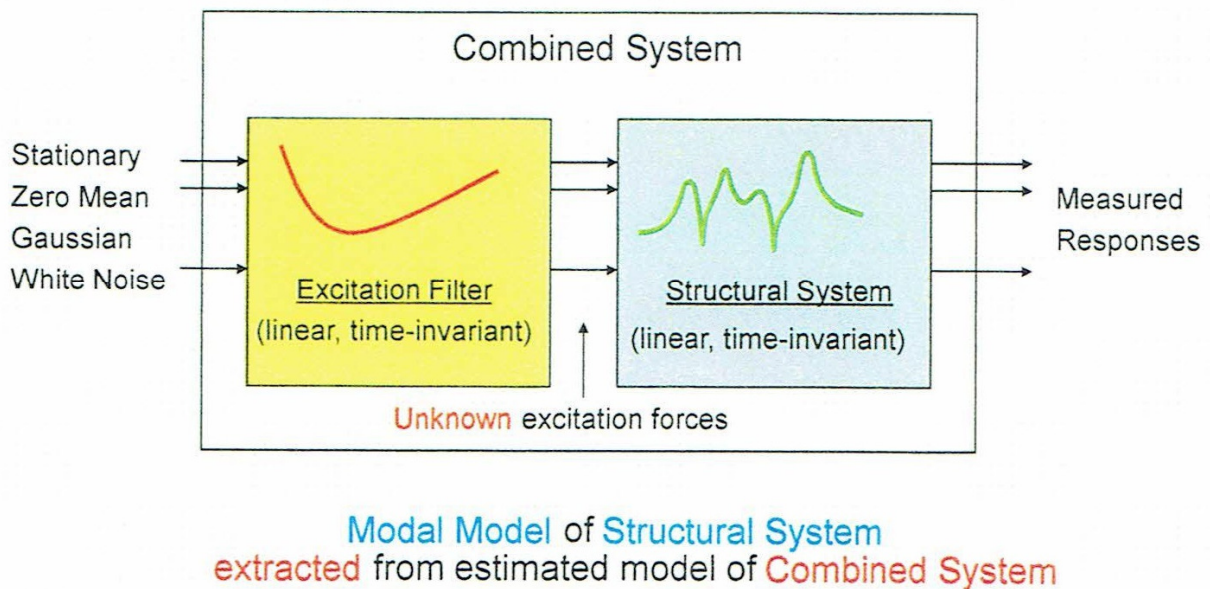 Combined System
Stationary
Zero Mean
Gaussian
White Noise
Excitation Filter
(linear, time-invariant)
Structural System
(linear, time-invariant)
Measured
Responses
Unknown excitation forces
Modal Model of Structural System
extracted from estimated model of Combined System